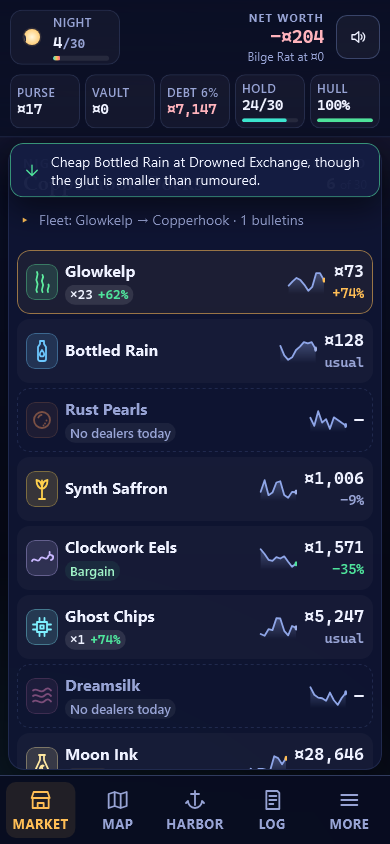 NIGHT
4/30
NET WORTH
−¤204
Bilge Rat at ¤0
PURSE
¤17
VAULT
¤0
DEBT 6%
¤7,147
HOLD
24/30
HULL
100%
Cheap Bottled Rain at Drowned Exchange, though
the glut is smaller than rumoured.
Fleet: Glowkelp → Copperhook · 1 bulletins
Glowkelp
×23 +62%
¤73
+74%
Bottled Rain
¤128
usual
Rust Pearls
No dealers today
—
Synth Saffron
¤1,006
−9%
Clockwork Eels
Bargain
¤1,571
−35%
Ghost Chips
×1 +74%
¤5,247
usual
Dreamsilk
No dealers today
—
Moon Ink
¤28,646
MARKET
MAP
HARBOR
LOG
MORE